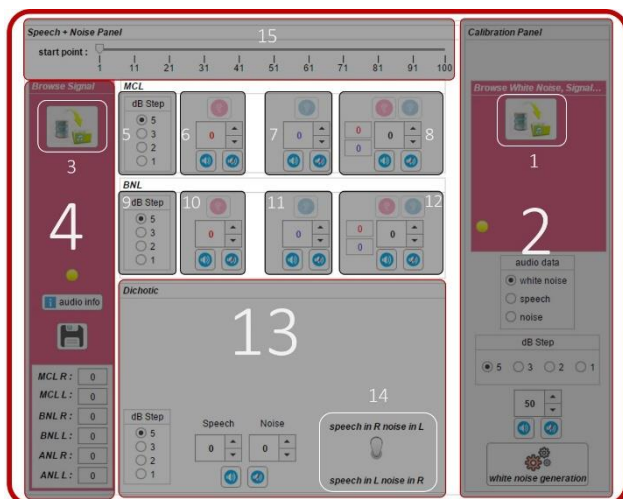 Speech + Noise Panel
15
start point :
1 11 21 31 41 51 61 71 81 91 100
Browse Signal
3
4
audio info
MCL R : 0
MCL L : 0
BNL R : 0
BNL L : 0
ANL R : 0
ANL L : 0
MCL
dB Step
5
3
2
1
5
6
0
7
0
0
0
0
8
BNL
dB Step
5
3
2
1
9
10
0
11
0
0
0
0
12
Dichotic
13
dB Step
5
3
2
1
Speech Noise
0 0
14
speech in R noise in L
speech in L noise in R
Calibration Panel
Browse White Noise, Signal...
1
2
audio data
white noise
speech
noise
dB Step
5 3 2 1
50
white noise generation